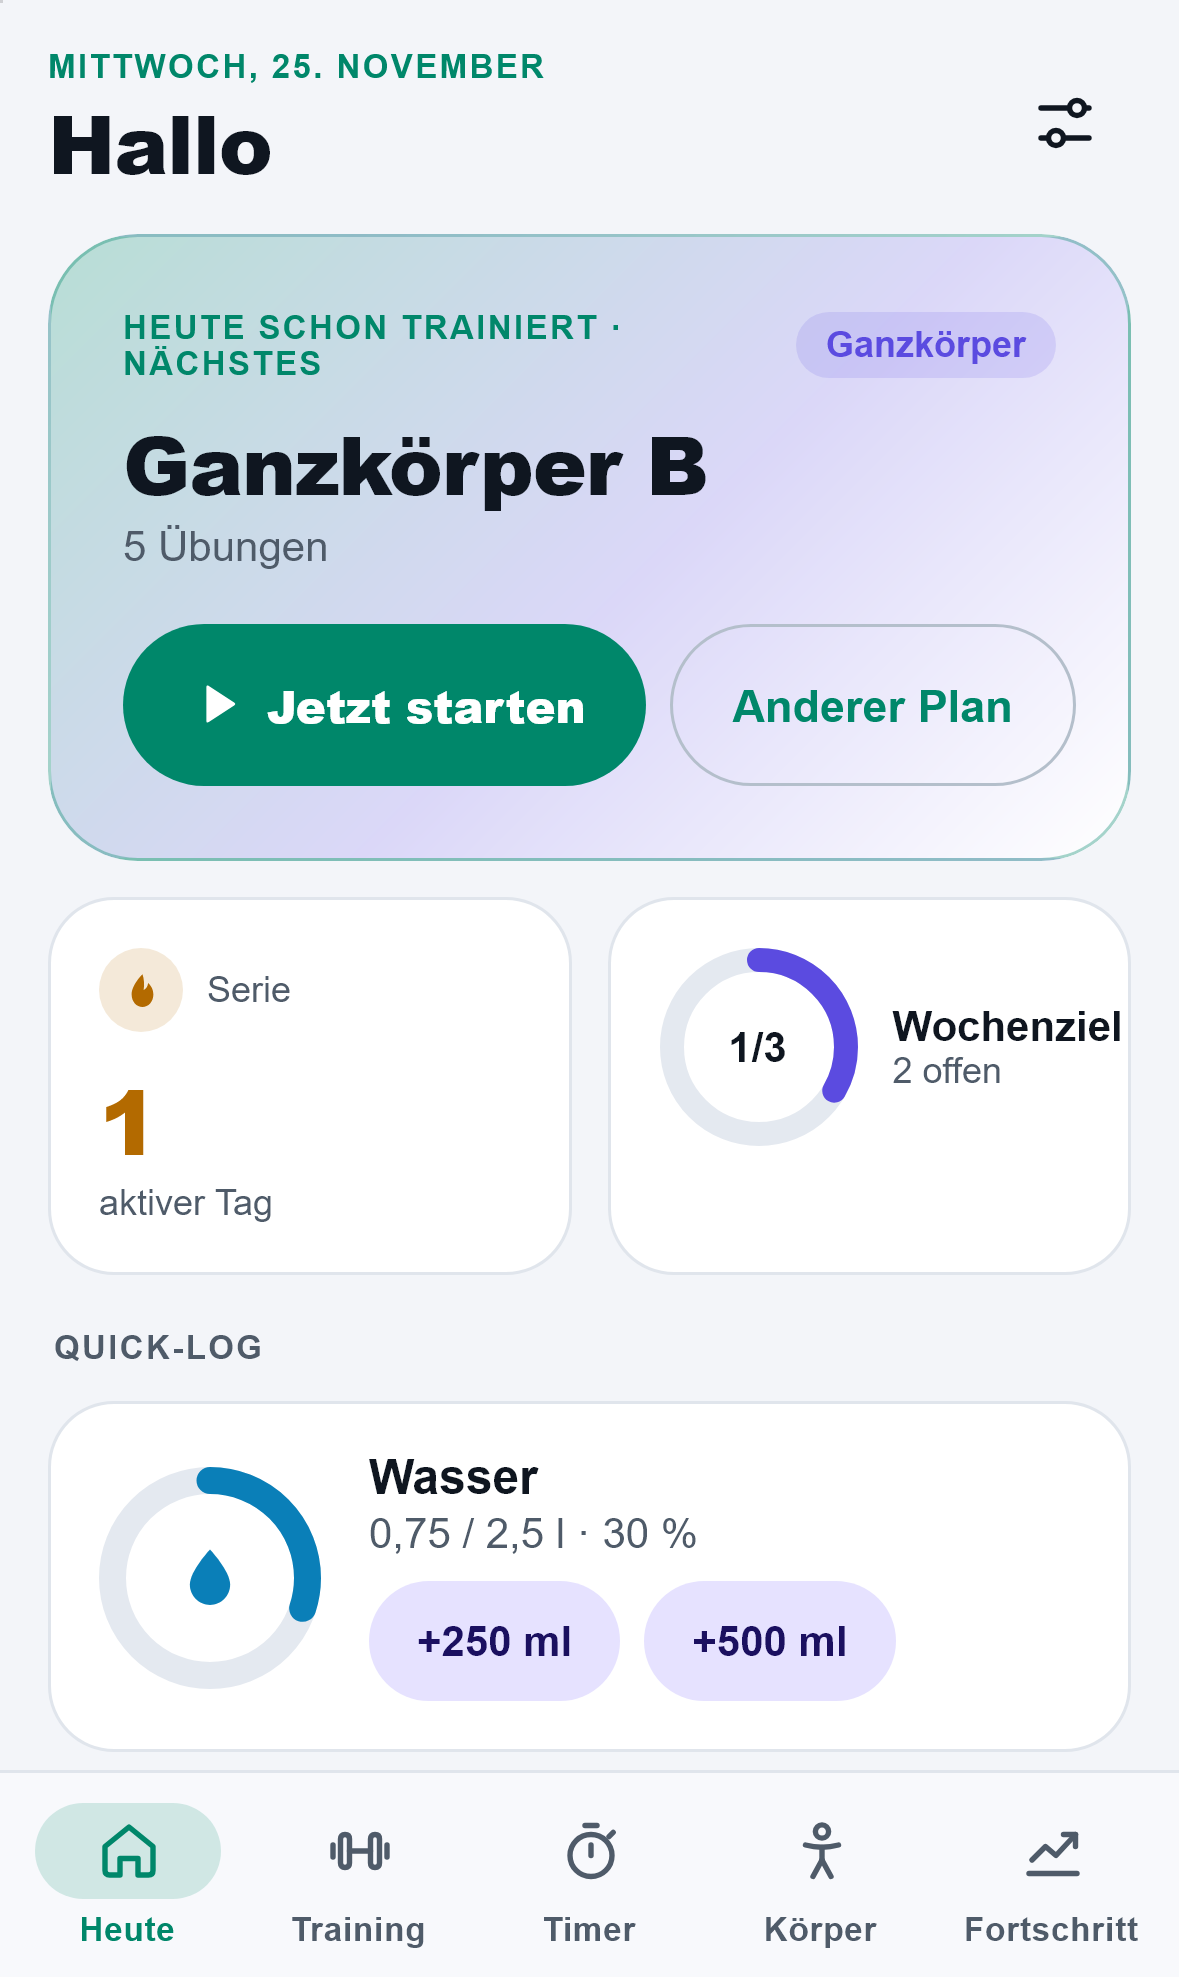 MITTWOCH, 25. NOVEMBER
Hallo
HEUTE SCHON TRAINIERT ·
NÄCHSTES
Ganzkörper
Ganzkörper B
5 Übungen
Jetzt starten
Anderer Plan
Serie
1
aktiver Tag
1/3
Wochenziel
2 offen
QUICK-LOG
Wasser
0,75 / 2,5 l · 30 %
+250 ml
+500 ml
Heute
Training
Timer
Körper
Fortschritt